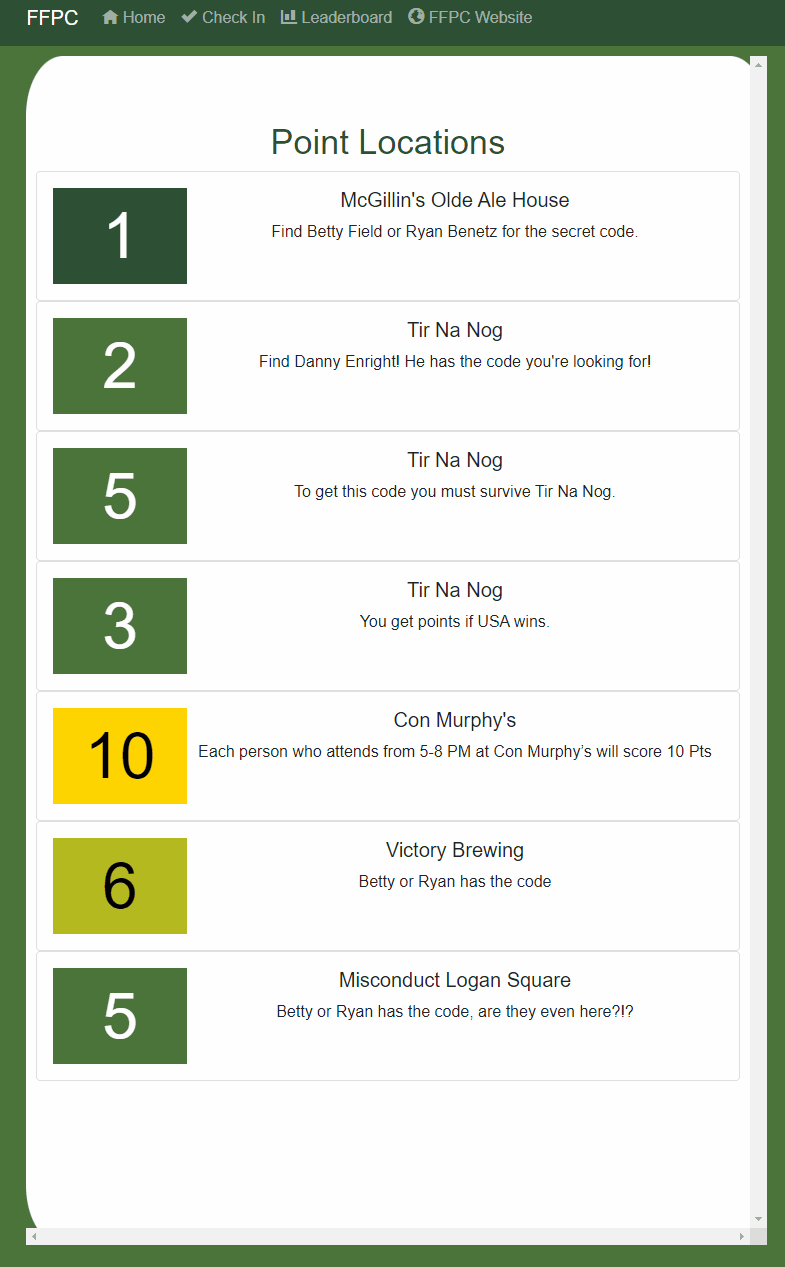 FFPC Home Check In Leaderboard FFPC Website
Point Locations
1
McGillin's Olde Ale House
Find Betty Field or Ryan Benetz for the secret code.
2
Tir Na Nog
Find Danny Enright! He has the code you're looking for!
5
Tir Na Nog
To get this code you must survive Tir Na Nog.
3
Tir Na Nog
You get points if USA wins.
10
Con Murphy's
Each person who attends from 5-8 PM at Con Murphy’s will score 10 Pts
6
Victory Brewing
Betty or Ryan has the code
5
Misconduct Logan Square
Betty or Ryan has the code, are they even here?!?